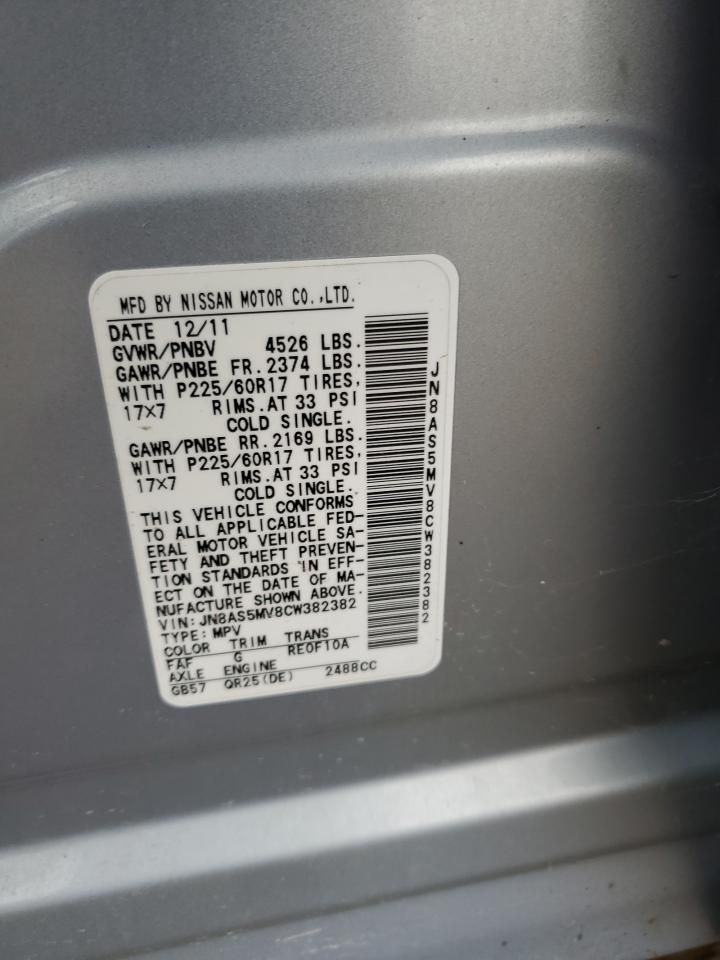 MFD BY NISSAN MOTOR CO.,LTD.
DATE 12/11
GVWR/PNBV 4526 LBS.
GAWR/PNBE FR. 2374 LBS.
WITH P225/60R17 TIRES,
17X7 RIMS.AT 33 PSI
COLD SINGLE.
GAWR/PNBE RR. 2169 LBS.
WITH P225/60R17 TIRES,
17X7 RIMS.AT 33 PSI
COLD SINGLE.
THIS VEHICLE CONFORMS
TO ALL APPLICABLE FED-
ERAL MOTOR VEHICLE SA-
FETY AND THEFT PREVEN-
TION STANDARDS IN EFF-
ECT ON THE DATE OF MA-
NUFACTURE SHOWN ABOVE.
VIN: JN8AS5MV8CW382382
TYPE: MPV
COLOR TRIM TRANS
FAF G RE0F10A
AXLE ENGINE
GB57 QR25(DE) 2488CC
JN8AS5MV8CW382382